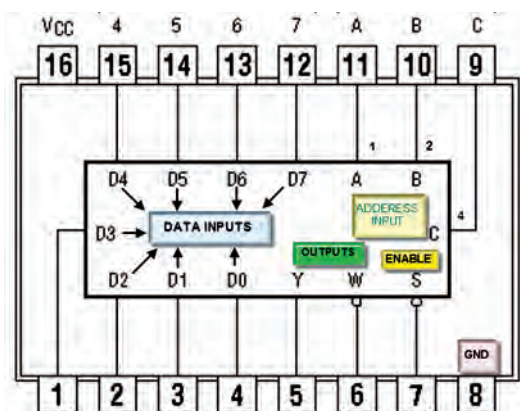 VCC 4 5 6 7 A B C
16 15 14 13 12 11 10 9
1 2
D4 D5 D6 D7 A B
ADDERESS
INPUT
4
D3 DATA INPUTS C
OUTPUTS
ENABLE
D2 D1 D0 Y W S
GND
1 2 3 4 5 6 7 8